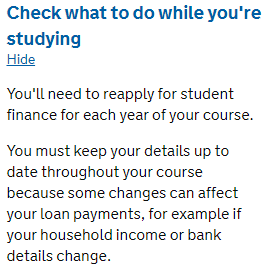 Check what to do while you're
studying
Hide
You'll need to reapply for student
finance for each year of your course.
You must keep your details up to
date throughout your course
because some changes can affect
your loan payments, for example if
your household income or bank
details change.